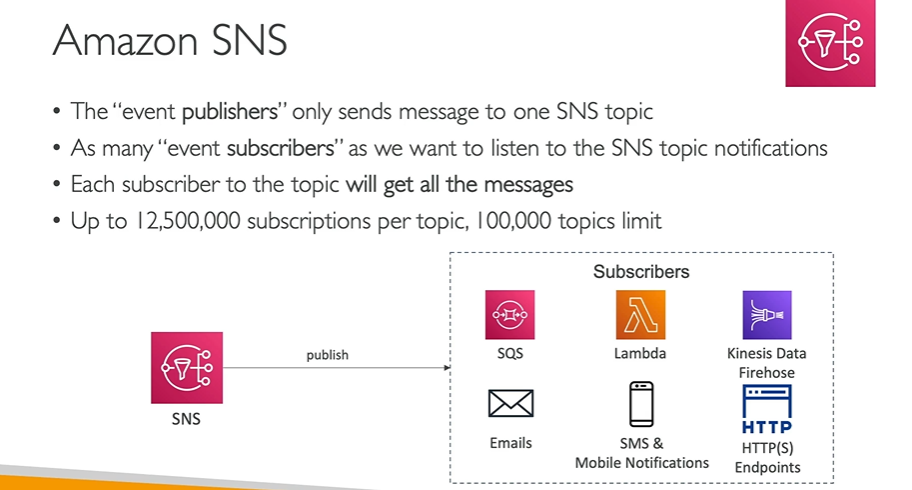 Amazon SNS
• The “event publishers” only sends message to one SNS topic
• As many “event subscribers” as we want to listen to the SNS topic notifications
• Each subscriber to the topic will get all the messages
• Up to 12,500,000 subscriptions per topic, 100,000 topics limit
Subscribers
publish
SNS
SQS
Lambda
Kinesis Data
Firehose
Emails
SMS &
Mobile Notifications
HTTP
HTTP(S)
Endpoints